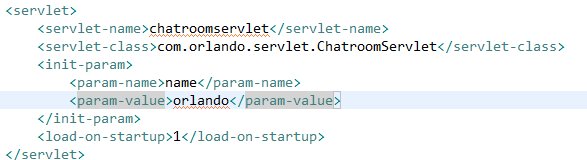 <servlet>
<servlet-name>chatroomservlet</servlet-name>
<servlet-class>com.orlando.servlet.ChatroomServlet</servlet-class>
<init-param>
<param-name>name</param-name>
<param-value>orlando</param-value>
</init-param>
<load-on-startup>1</load-on-startup>
</servlet>